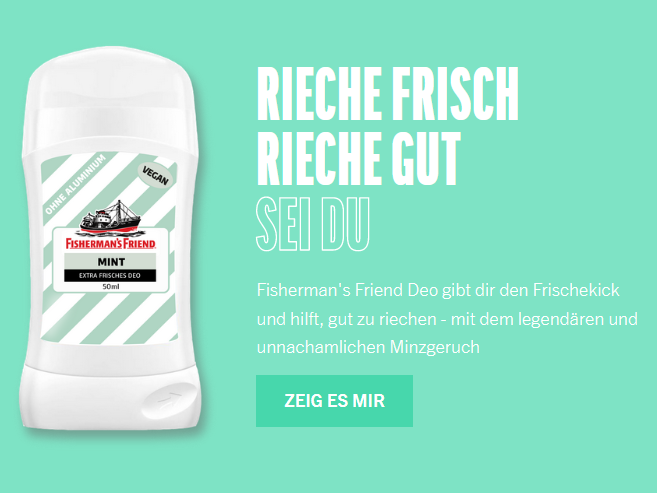 OHNE ALUMINIUM
VEGAN
FISHERMAN'S FRIEND
MINT
EXTRA FRISCHES DEO
50ml
RIECHE FRISCH
RIECHE GUT
SEI DU
Fisherman's Friend Deo gibt dir den Frischekick
und hilft, gut zu riechen - mit dem legendären und
unnachamlichen Minzgeruch
ZEIG ES MIR